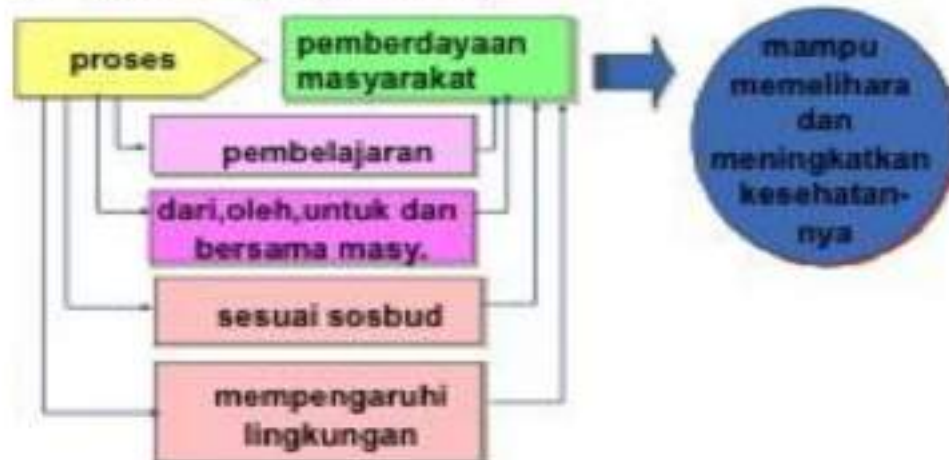 proses
pemberdayaan
masyarakat
mampu
memelihara
dan
meningkatkan
kesehatan-
nya
pembelajaran
dari,oleh,untuk dan
bersama masy.
sesuai sosbud
mempengaruhi
lingkungan